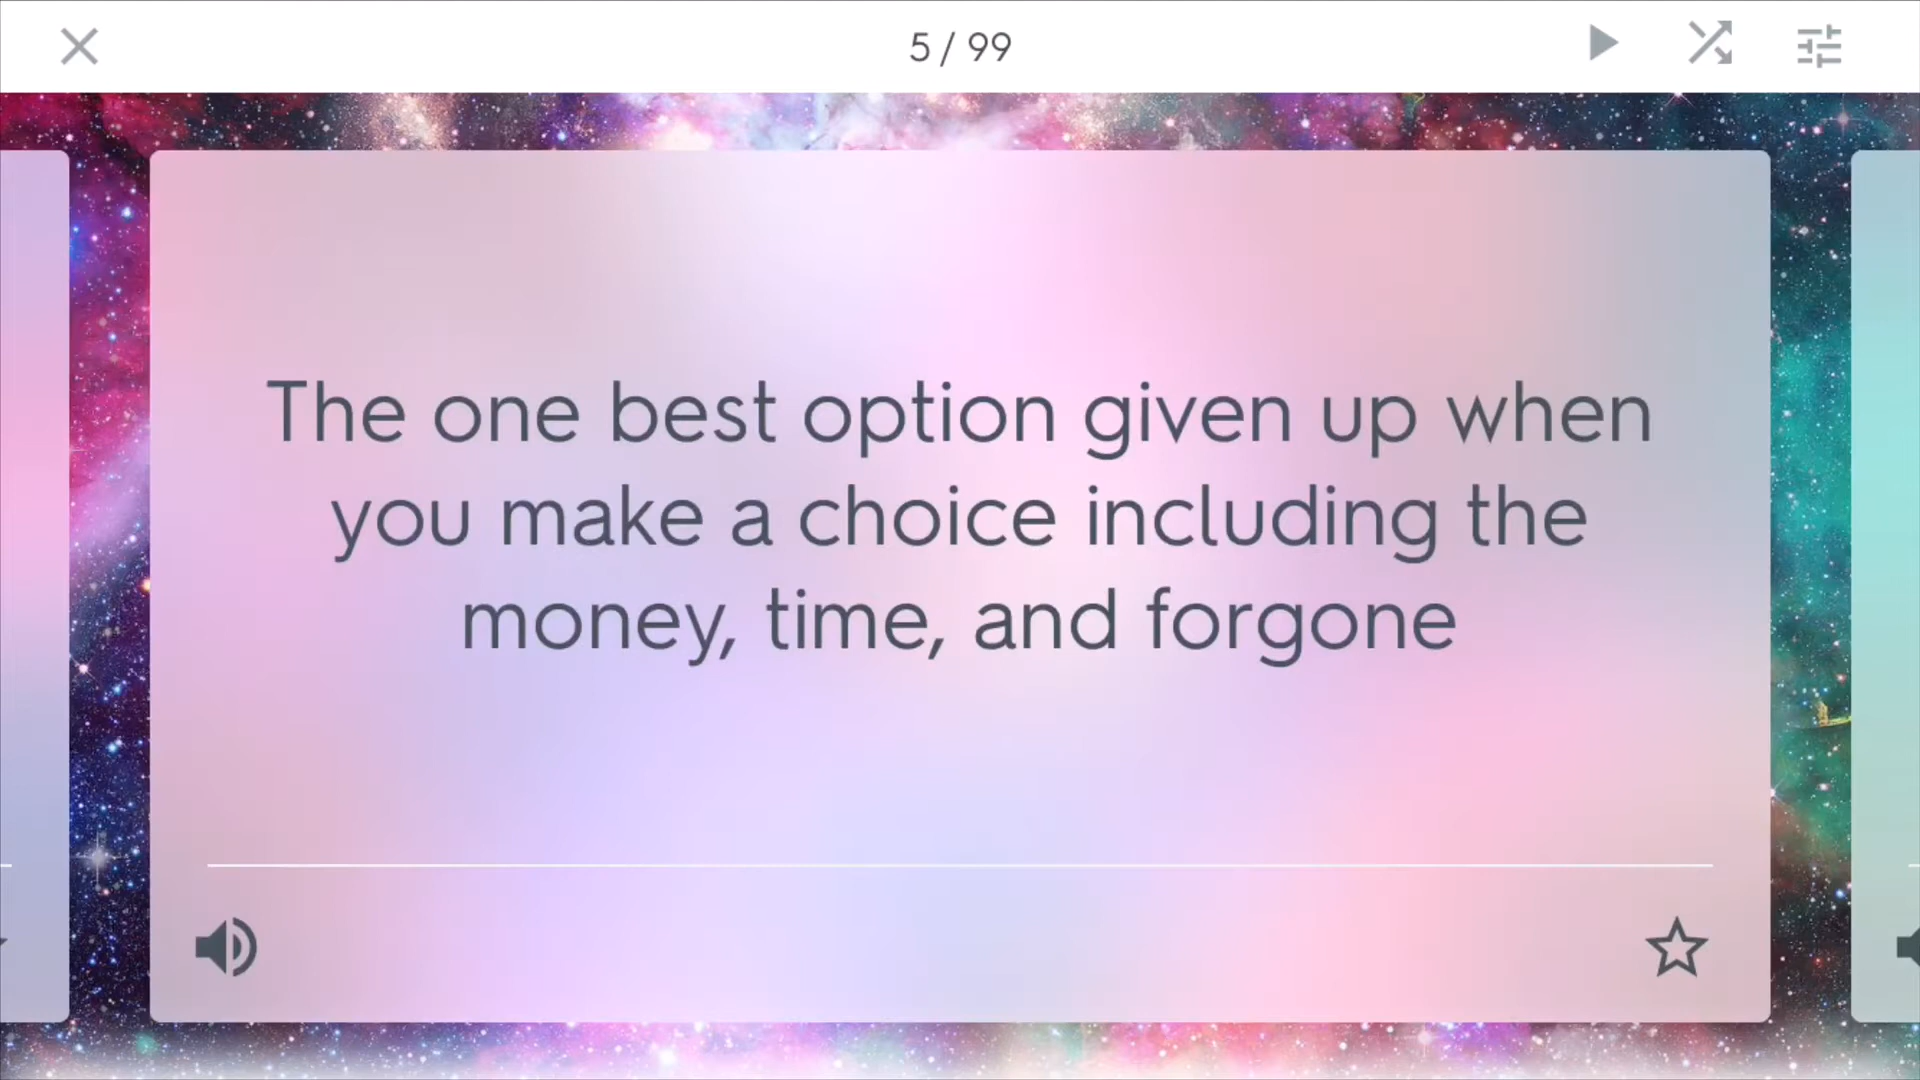 5 / 99
The one best option given up when
you make a choice including the
money, time, and forgone